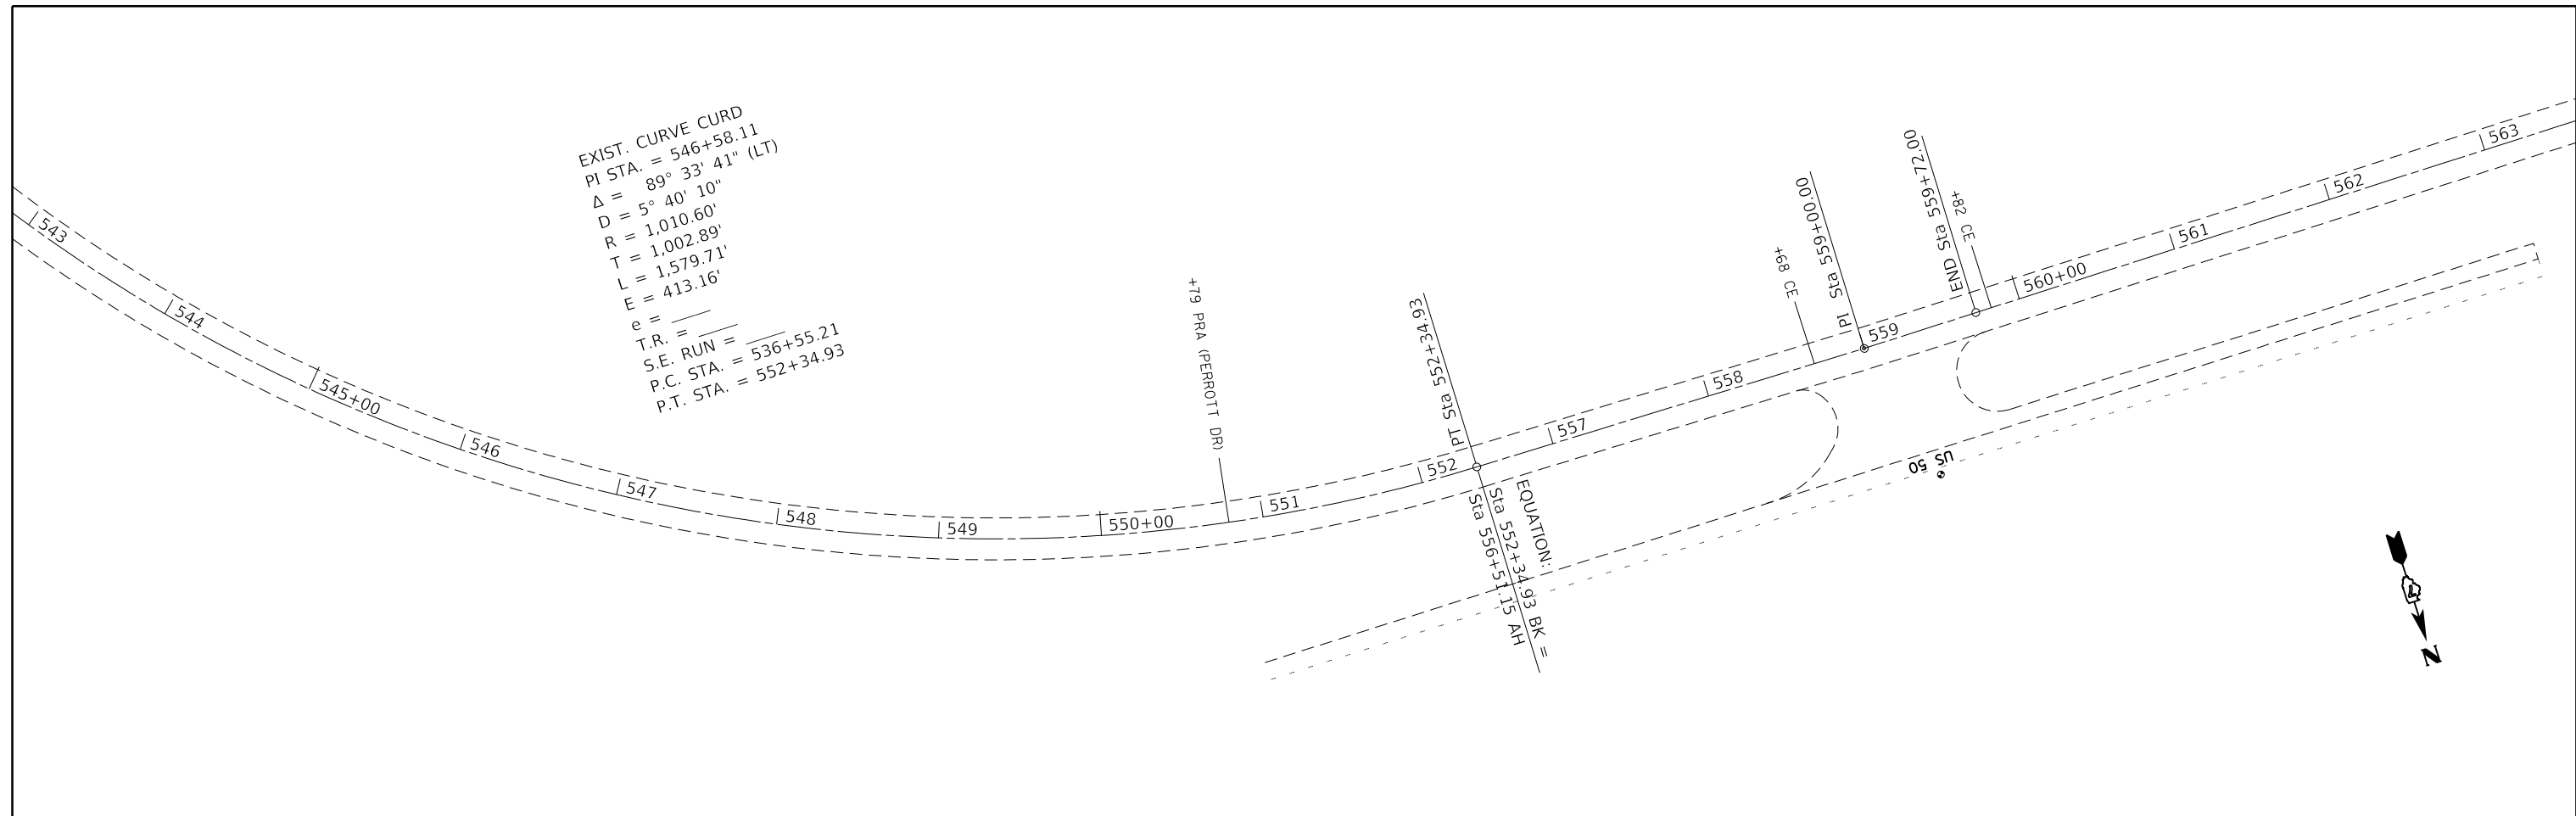 EXIST. CURVE CURD
PI STA. = 546+58.11
Δ = 89° 33' 41" (LT)
D = 5° 40' 10"
R = 1,010.60'
T = 1,002.89'
L = 1,579.71'
E = 413.16'
e = ____
T.R. = ____
S.E. RUN = ____
P.C. STA. = 536+55.21
P.T. STA. = 552+34.93
543
544
545+00
546
547
548
549
550+00
+79 PRA (PERROTT DR)
551
552
PT Sta 552+34.93
EQUATION:
Sta 552+34.93 BK =
Sta 556+51.15 AH
557
558
+68 CE
PI Sta 559+00.00
559
END Sta 559+72.00
+82 CE
560+00
561
562
563
US 50
N